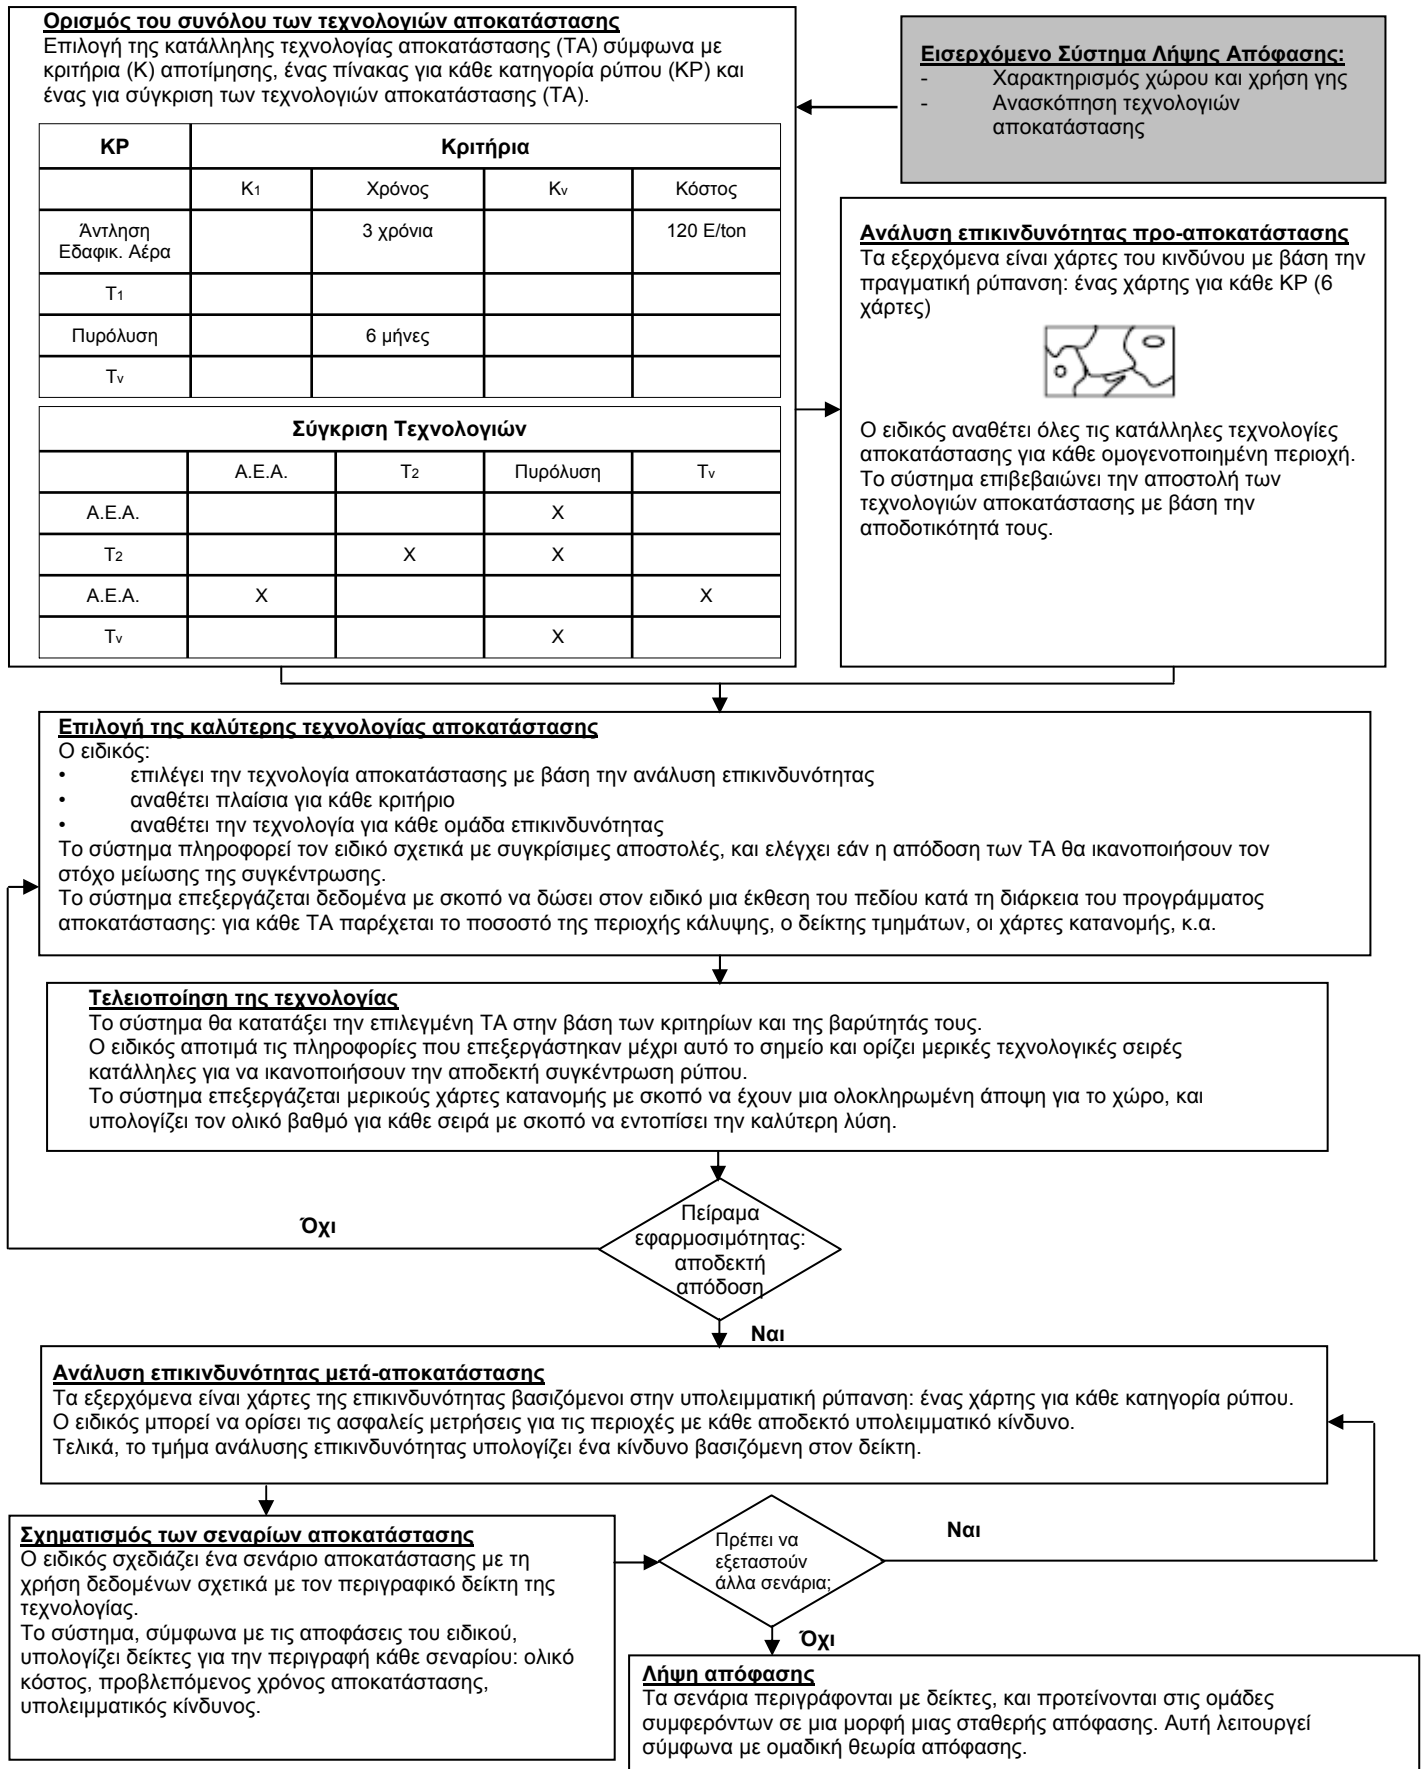 Ορισμός του συνόλου των τεχνολογιών αποκατάστασης
Επιλογή της κατάλληλης τεχνολογίας αποκατάστασης (ΤΑ) σύμφωνα με
κριτήρια (Κ) αποτίμησης, ένας πίνακας για κάθε κατηγορία ρύπου (ΚΡ) και
ένας για σύγκριση των τεχνολογιών αποκατάστασης (ΤΑ).
ΚΡ Κριτήρια
Κ1 Χρόνος Κv Κόστος
Άντληση
Εδαφικ. Αέρα
3 χρόνια 120 Ε/ton
Τ1
Πυρόλυση 6 μήνες
Τv
Σύγκριση Τεχνολογιών
Α.Ε.Α. Τ2 Πυρόλυση Τv
Α.Ε.Α. Χ
Τ2 Χ Χ
Α.Ε.Α. Χ Χ
Τv Χ
Εισερχόμενο Σύστημα Λήψης Απόφασης:
- Χαρακτηρισμός χώρου και χρήση γης
- Ανασκόπηση τεχνολογιών
αποκατάστασης
Ανάλυση επικινδυνότητας προ-αποκατάστασης
Τα εξερχόμενα είναι χάρτες του κινδύνου με βάση την
πραγματική ρύπανση: ένας χάρτης για κάθε ΚΡ (6
χάρτες)
Ο ειδικός αναθέτει όλες τις κατάλληλες τεχνολογίες
αποκατάστασης για κάθε ομογενοποιημένη περιοχή.
Το σύστημα επιβεβαιώνει την αποστολή των
τεχνολογιών αποκατάστασης με βάση την
αποδοτικότητά τους.
Επιλογή της καλύτερης τεχνολογίας αποκατάστασης
Ο ειδικός:
• επιλέγει την τεχνολογία αποκατάστασης με βάση την ανάλυση επικινδυνότητας
• αναθέτει πλαίσια για κάθε κριτήριο
• αναθέτει την τεχνολογία για κάθε ομάδα επικινδυνότητας
Το σύστημα πληροφορεί τον ειδικό σχετικά με συγκρίσιμες αποστολές, και ελέγχει εάν η απόδοση των ΤΑ θα ικανοποιήσουν τον
στόχο μείωσης της συγκέντρωσης.
Το σύστημα επεξεργάζεται δεδομένα με σκοπό να δώσει στον ειδικό μια έκθεση του πεδίου κατά τη διάρκεια του προγράμματος
αποκατάστασης: για κάθε ΤΑ παρέχεται το ποσοστό της περιοχής κάλυψης, ο δείκτης τμημάτων, οι χάρτες κατανομής, κ.α.
Τελειοποίηση της τεχνολογίας
Το σύστημα θα κατατάξει την επιλεγμένη ΤΑ στην βάση των κριτηρίων και της βαρύτητάς τους.
Ο ειδικός αποτιμά τις πληροφορίες που επεξεργάστηκαν μέχρι αυτό το σημείο και ορίζει μερικές τεχνολογικές σειρές
κατάλληλες για να ικανοποιήσουν την αποδεκτή συγκέντρωση ρύπου.
Το σύστημα επεξεργάζεται μερικούς χάρτες κατανομής με σκοπό να έχουν μια ολοκληρωμένη άποψη για το χώρο, και
υπολογίζει τον ολικό βαθμό για κάθε σειρά με σκοπό να εντοπίσει την καλύτερη λύση.
Όχι
Πείραμα
εφαρμοσιμότητας:
αποδεκτή
απόδοση
Ναι
Ανάλυση επικινδυνότητας μετά-αποκατάστασης
Τα εξερχόμενα είναι χάρτες της επικινδυνότητας βασιζόμενοι στην υπολειμματική ρύπανση: ένας χάρτης για κάθε κατηγορία ρύπου.
Ο ειδικός μπορεί να ορίσει τις ασφαλείς μετρήσεις για τις περιοχές με κάθε αποδεκτό υπολειμματικό κίνδυνο.
Τελικά, το τμήμα ανάλυσης επικινδυνότητας υπολογίζει ένα κίνδυνο βασιζόμενη στον δείκτη.
Σχηματισμός των σεναρίων αποκατάστασης
Ο ειδικός σχεδιάζει ένα σενάριο αποκατάστασης με τη
χρήση δεδομένων σχετικά με τον περιγραφικό δείκτη της
τεχνολογίας.
Το σύστημα, σύμφωνα με τις αποφάσεις του ειδικού,
υπολογίζει δείκτες για την περιγραφή κάθε σεναρίου: ολικό
κόστος, προβλεπόμενος χρόνος αποκατάστασης,
υπολειμματικός κίνδυνος.
Πρέπει να
εξεταστούν
άλλα σενάρια;
Ναι
Όχι
Λήψη απόφασης
Τα σενάρια περιγράφονται με δείκτες, και προτείνονται στις ομάδες
συμφερόντων σε μια μορφή μιας σταθερής απόφασης. Αυτή λειτουργεί
σύμφωνα με ομαδική θεωρία απόφασης.